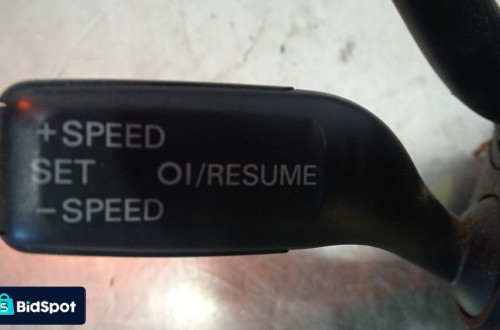 + SPEED
SET OI/RESUME
- SPEED
S BidSpot